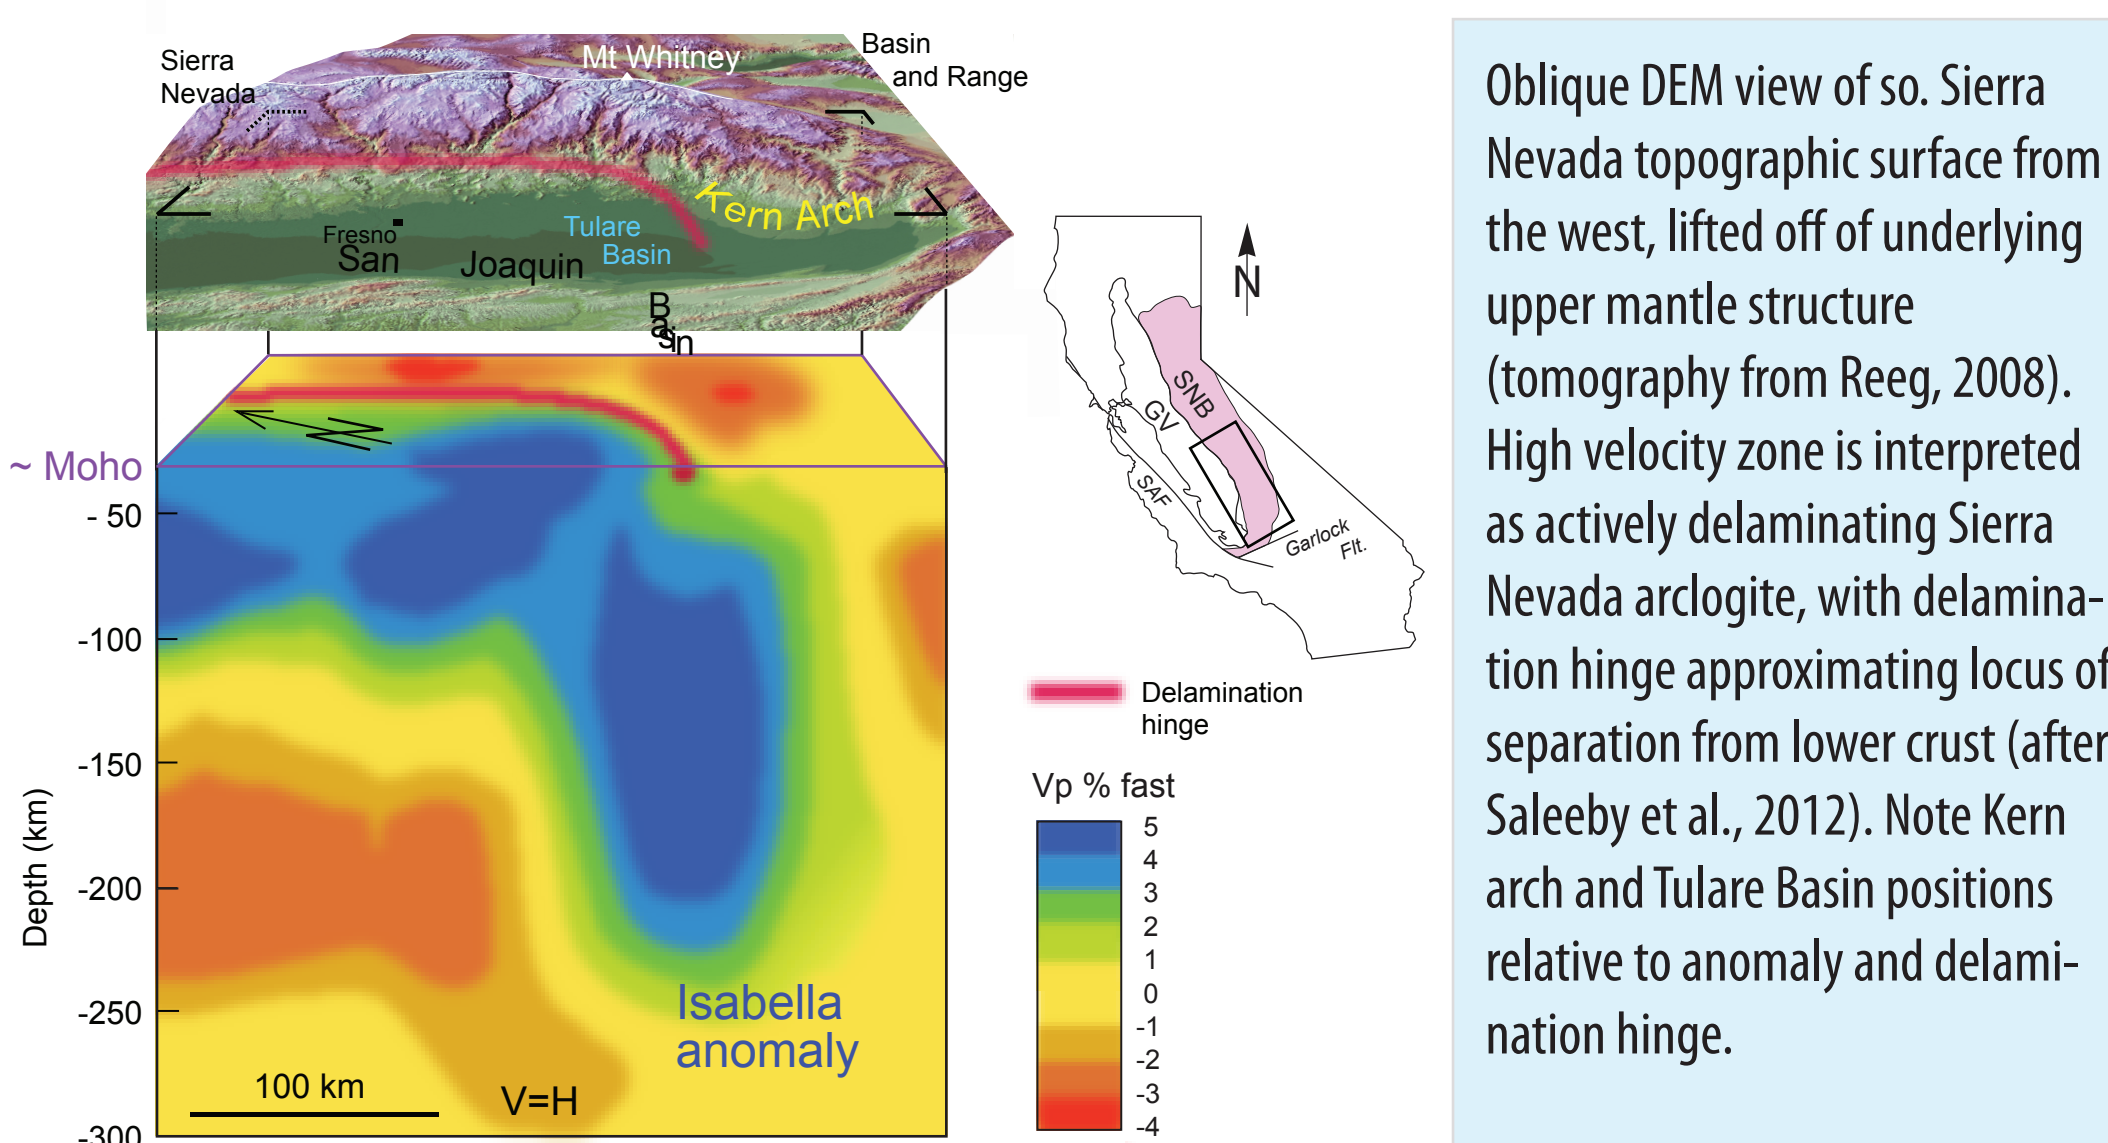 Sierra
Nevada
Mt Whitney
Basin
and Range
Kern Arch
Fresno
San Joaquin Basin
Tulare
Basin
~ Moho
- 50
-100
-150
-200
-250
-300
Depth (km)
Isabella
anomaly
100 km
V=H
N
SNB
GV
SAF
Garlock
Flt.
Delamination
hinge
Vp % fast
5
4
3
2
1
0
-1
-2
-3
-4
Oblique DEM view of so. Sierra
Nevada topographic surface from
the west, lifted off of underlying
upper mantle structure
(tomography from Reeg, 2008).
High velocity zone is interpreted
as actively delaminating Sierra
Nevada arclogite, with delamina-
tion hinge approximating locus of
separation from lower crust (after
Saleeby et al., 2012). Note Kern
arch and Tulare Basin positions
relative to anomaly and delami-
nation hinge.